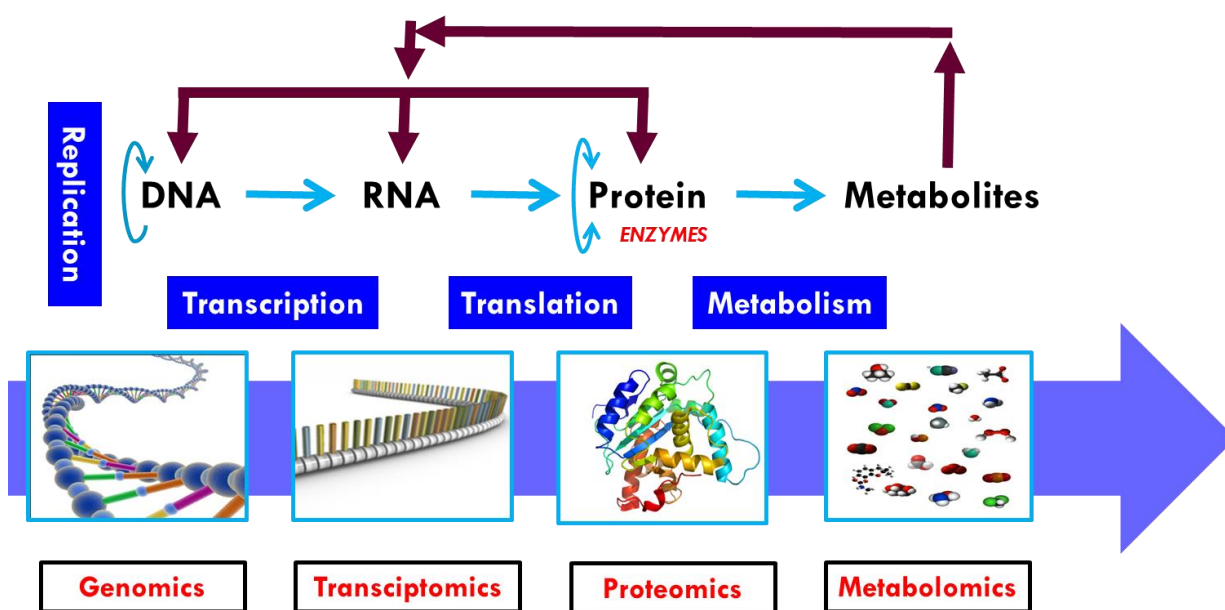 Replication
DNA
RNA
Protein
Metabolites
ENZYMES
Transcription
Translation
Metabolism
Genomics
Transciptomics
Proteomics
Metabolomics